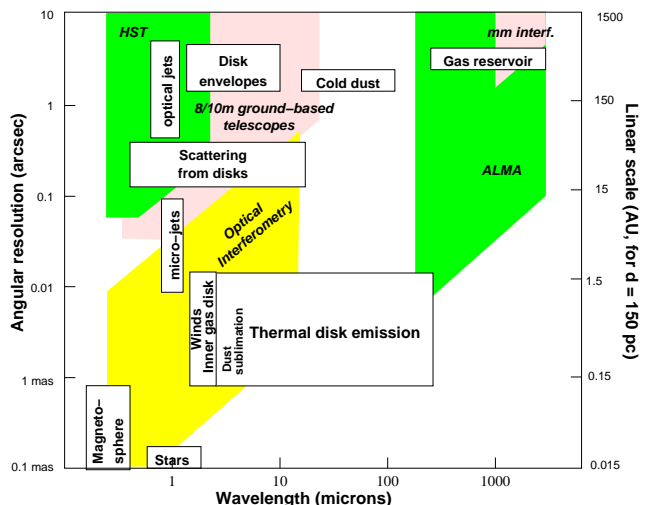 10
1
0.1
0.01
1 mas
0.1 mas
Angular resolution (arcsec)
HST
optical jets
Disk
envelopes
Cold dust
8/10m ground–based
telescopes
Scattering
from disks
micro–jets
Optical
Interferometry
Winds
Inner gas disk
Dust
sublimation
Thermal disk emission
Magneto–
sphere
Stars
mm interf.
Gas reservoir
ALMA
1500
150
15
1.5
0.15
0.015
Linear scale (AU, for d = 150 pc)
1
10
100
1000
Wavelength (microns)